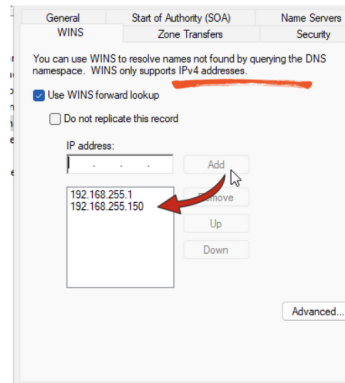 General Start of Authority (SOA) Name Servers
WINS Zone Transfers Security
You can use WINS to resolve names not found by querying the DNS
namespace. WINS only supports IPv4 addresses.
Use WINS forward lookup
Do not replicate this record
IP address:
. . . Add
192.168.255.1
192.168.255.150
Up
Down
Advanced...